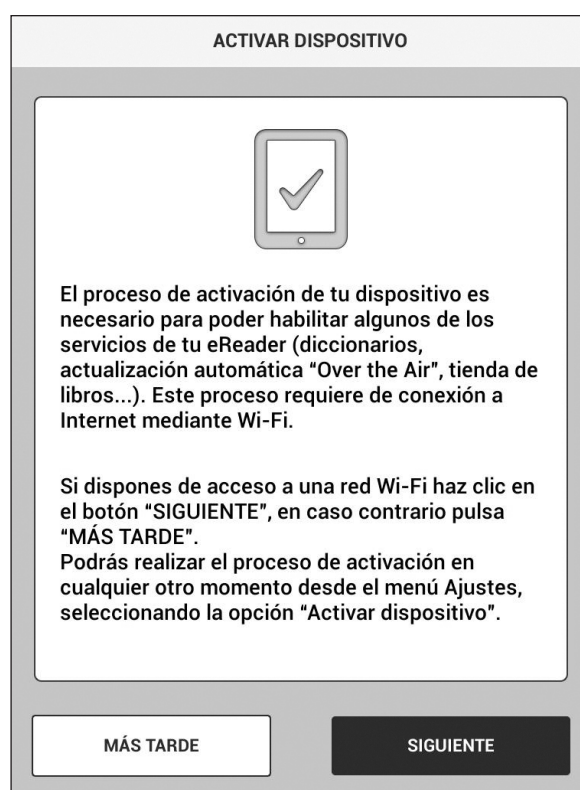 ACTIVAR DISPOSITIVO
El proceso de activación de tu dispositivo es
necesario para poder habilitar algunos de los
servicios de tu eReader (diccionarios,
actualización automática “Over the Air”, tienda de
libros...). Este proceso requiere de conexión a
Internet mediante Wi-Fi.
Si dispones de acceso a una red Wi-Fi haz clic en
el botón “SIGUIENTE”, en caso contrario pulsa
“MÁS TARDE”.
Podrás realizar el proceso de activación en
cualquier otro momento desde el menú Ajustes,
seleccionando la opción “Activar dispositivo”.
MÁS TARDE
SIGUIENTE